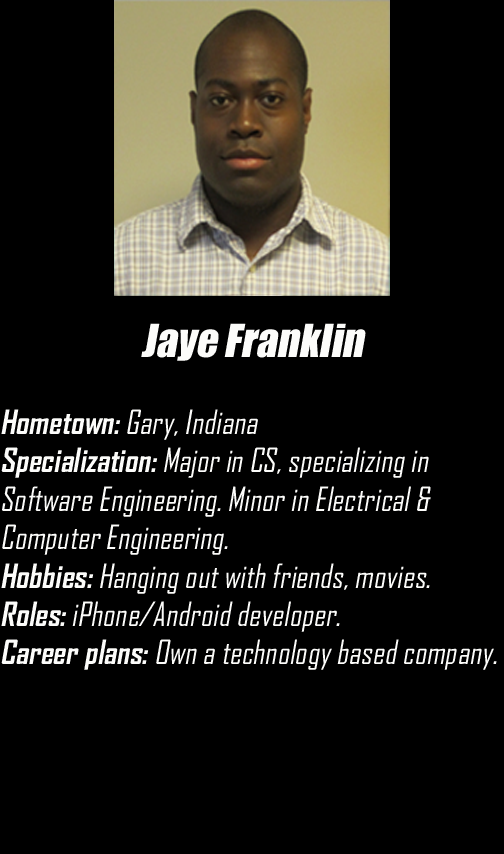 Jaye Franklin
Hometown: Gary, Indiana
Specialization: Major in CS, specializing in
Software Engineering. Minor in Electrical &
Computer Engineering.
Hobbies: Hanging out with friends, movies.
Roles: iPhone/Android developer.
Career plans: Own a technology based company.